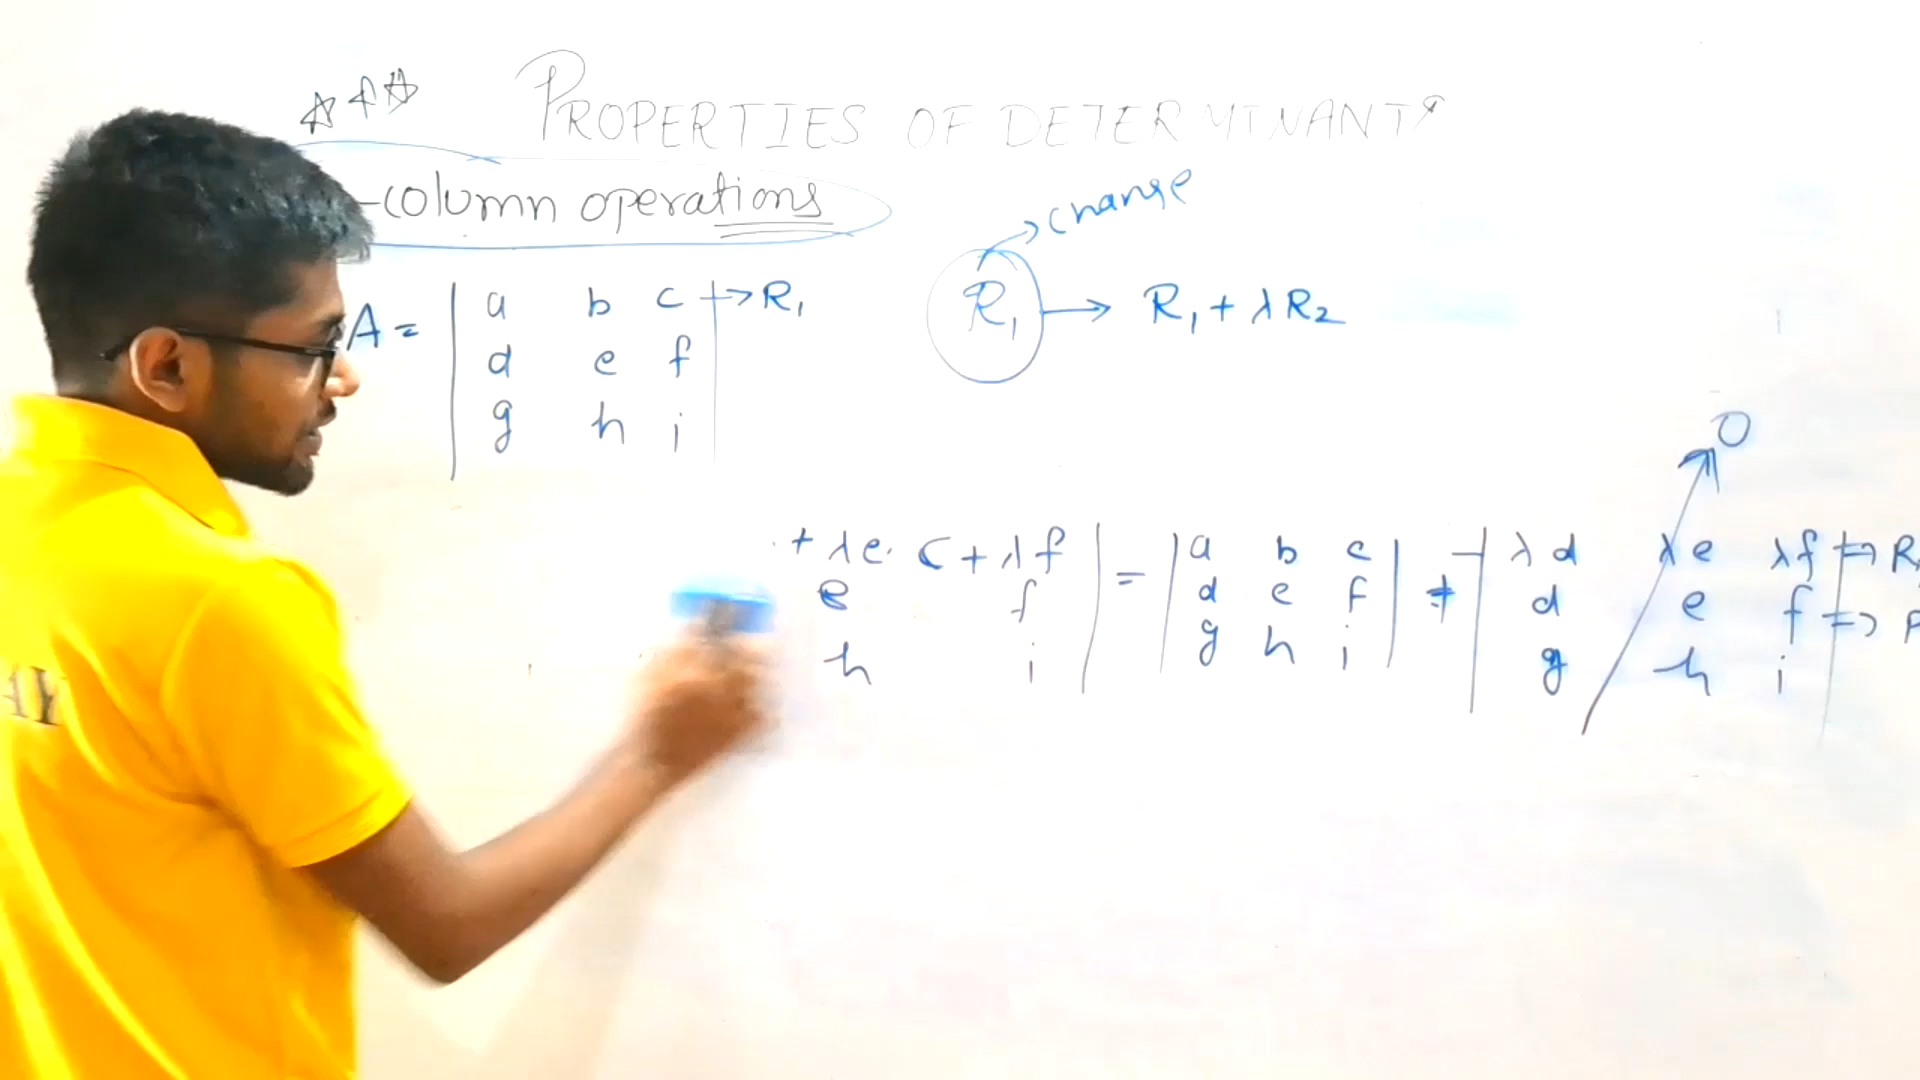 PROPERTIES OF DETERMINANTS
-column operations
change
A = | a b c | → R₁
d e f
g h i
R₁ → R₁ + λR₂
0
+ λe c + λf | = | a b c | + | λd λe λf | => R
e f d e f d e f =>
h i g h i g h i